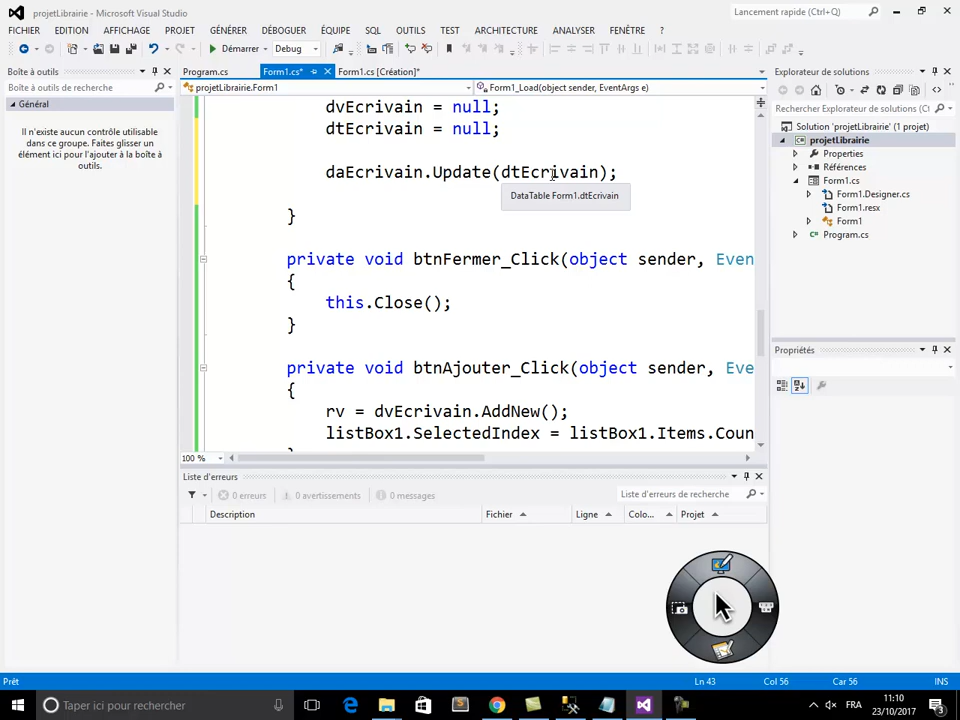 projetLibrairie - Microsoft Visual Studio
Lancement rapide (Ctrl+Q)
FICHIER EDITION AFFICHAGE PROJET GÉNÉRER DÉBOGUER EQUIPE SQL OUTILS TEST ARCHITECTURE ANALYSER FENÊTRE ?
Démarrer Debug
Boîte à outils
Boîte à outils de recherche
Général
Il n'existe aucun contrôle utilisable
dans ce groupe. Faites glisser un
élément ici pour l'ajouter à la boîte à
outils.
Program.cs Form1.cs* Form1.cs [Création]*
projetLibrairie.Form1 Form1_Load(object sender, EventArgs e)
dvEcrivain = null;
dtEcrivain = null;
daEcrivain.Update(dtEcrivain);
DataTable Form1.dtEcrivain
}
private void btnFermer_Click(object sender, Even
{
this.Close();
}
private void btnAjouter_Click(object sender, Eve
{
rv = dvEcrivain.AddNew();
listBox1.SelectedIndex = listBox1.Items.Coun
100 %
Liste d'erreurs
0 erreurs 0 avertissements 0 messages
Liste d'erreurs de recherche
Description Fichier Ligne Colo... Projet
Explorateur de solutions
Rechercher Explorateur de solutions
Solution 'projetLibrairie' (1 projet)
projetLibrairie
Properties
Références
Form1.cs
Form1.Designer.cs
Form1.resx
Form1
Program.cs
Propriétés
Prêt Ln 43 Col 56 Car 56 INS
Taper ici pour rechercher
FRA
11:10
23/10/2017
3